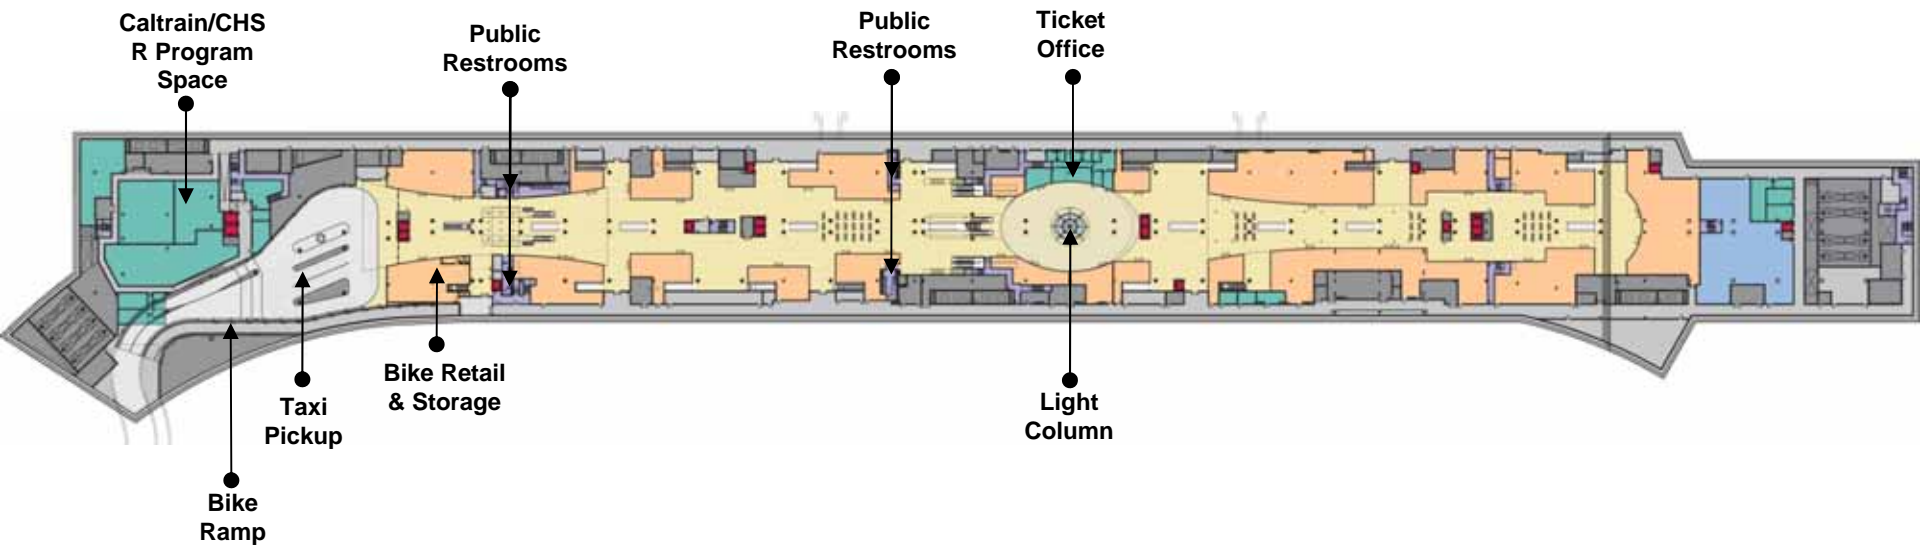 Caltrain/CHS
R Program
Space
Public
Restrooms
Public
Restrooms
Ticket
Office
Taxi
Pickup
Bike Retail
& Storage
Light
Column
Bike
Ramp